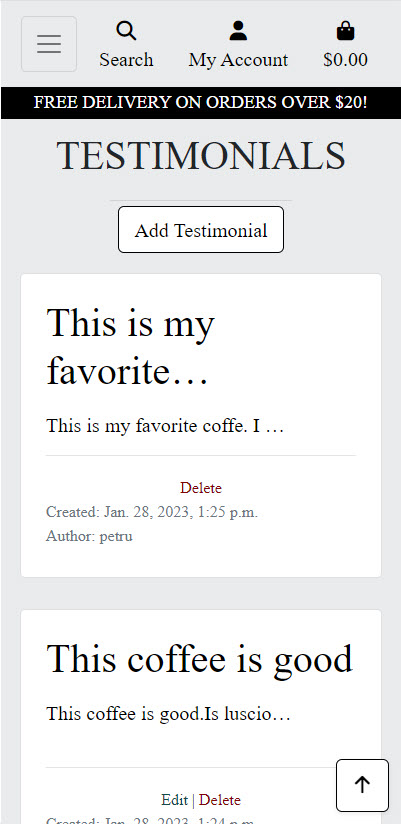 Search My Account $0.00
FREE DELIVERY ON ORDERS OVER $20!
TESTIMONIALS
Add Testimonial
This is my
favorite…
This is my favorite coffe. I …
Delete
Created: Jan. 28, 2023, 1:25 p.m.
Author: petru
This coffee is good
This coffee is good.Is luscio…
Edit | Delete
Created: Jan. 28, 2023, 1:24 p.m.